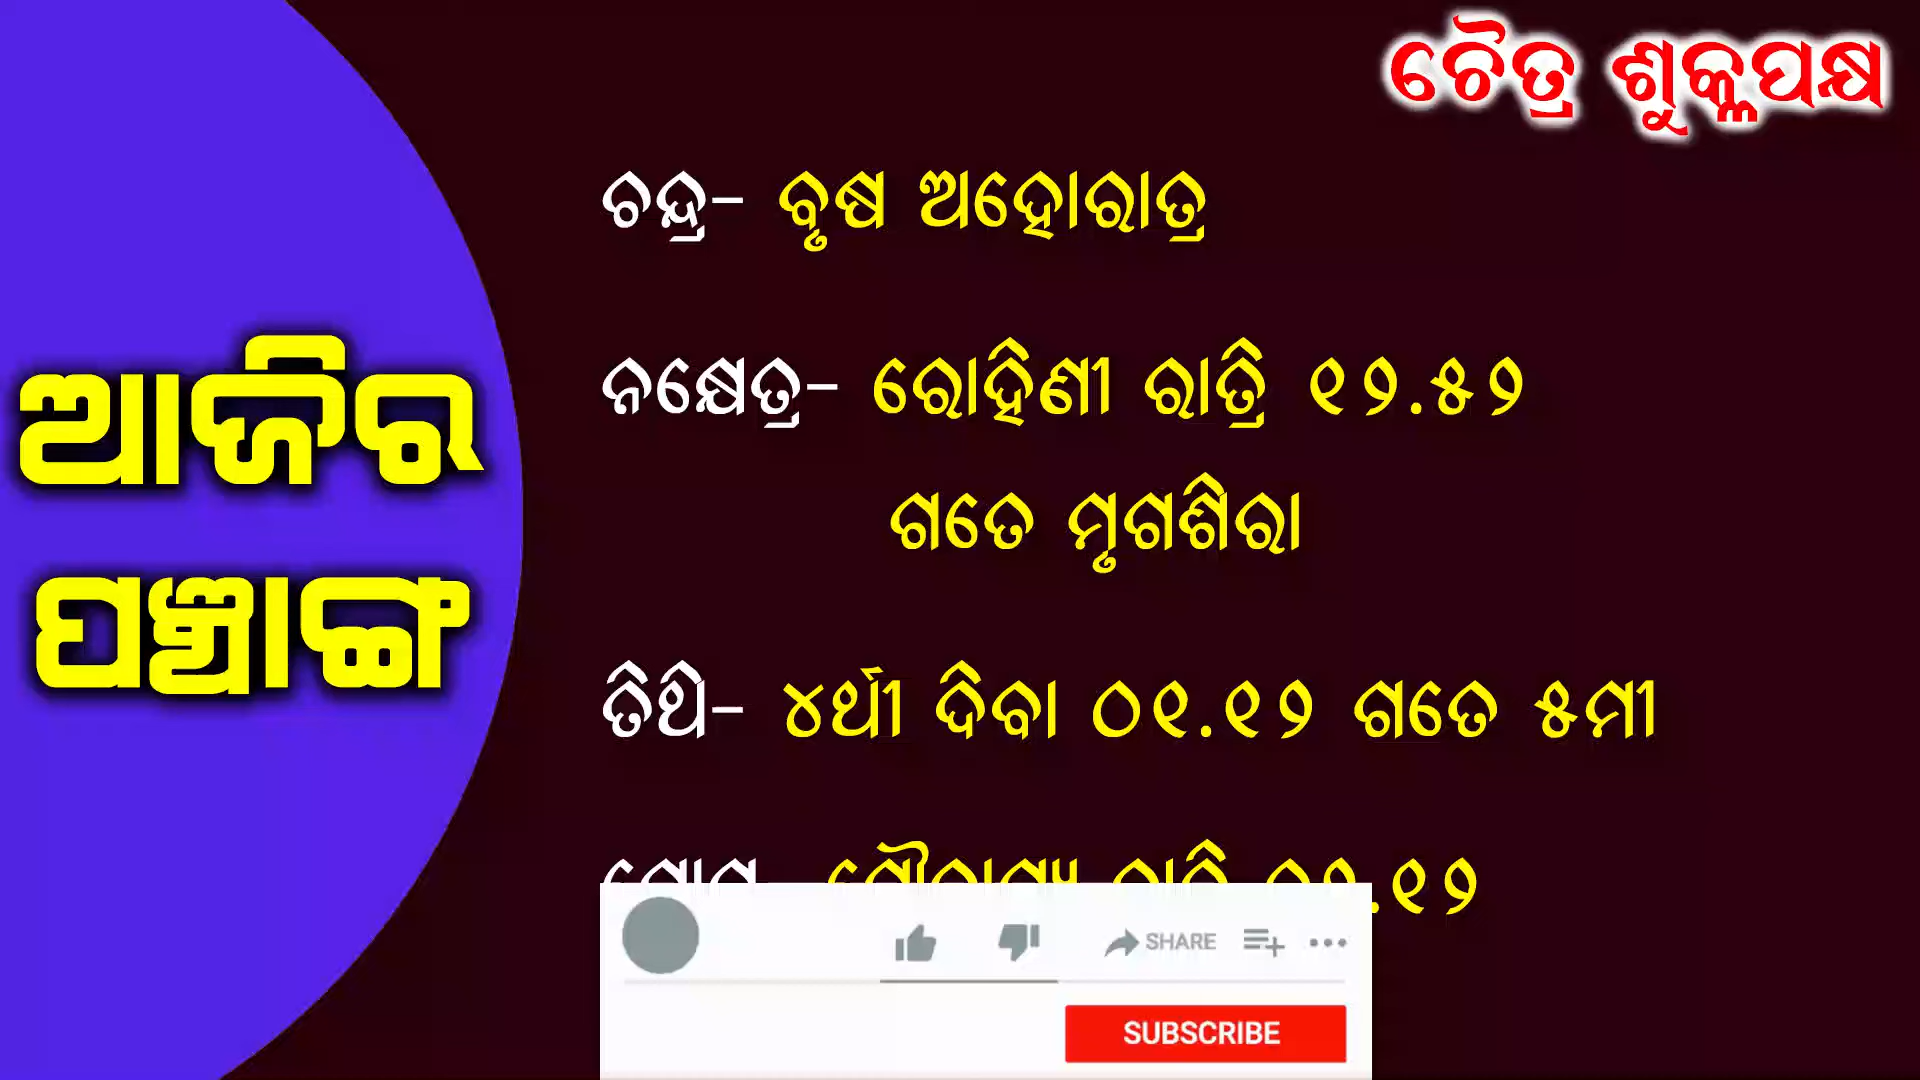 ଚୈତ୍ର ଶୁକ୍ଳପକ୍ଷ
ଆଜିର
ପଞ୍ଚାଙ୍ଗ
ଚନ୍ଦ୍ର- ବୃଷ ଅହୋରାତ୍ର
ନକ୍ଷେତ୍ର- ରୋହିଣୀ ରାତ୍ରି ୧୨.୫୨
ଗତେ ମୃଗଶିରା
ତିଥି- ୪ର୍ଥୀ ଦିବା ୦୧.୧୨ ଗତେ ୫ମୀ
SHARE
SUBSCRIBE